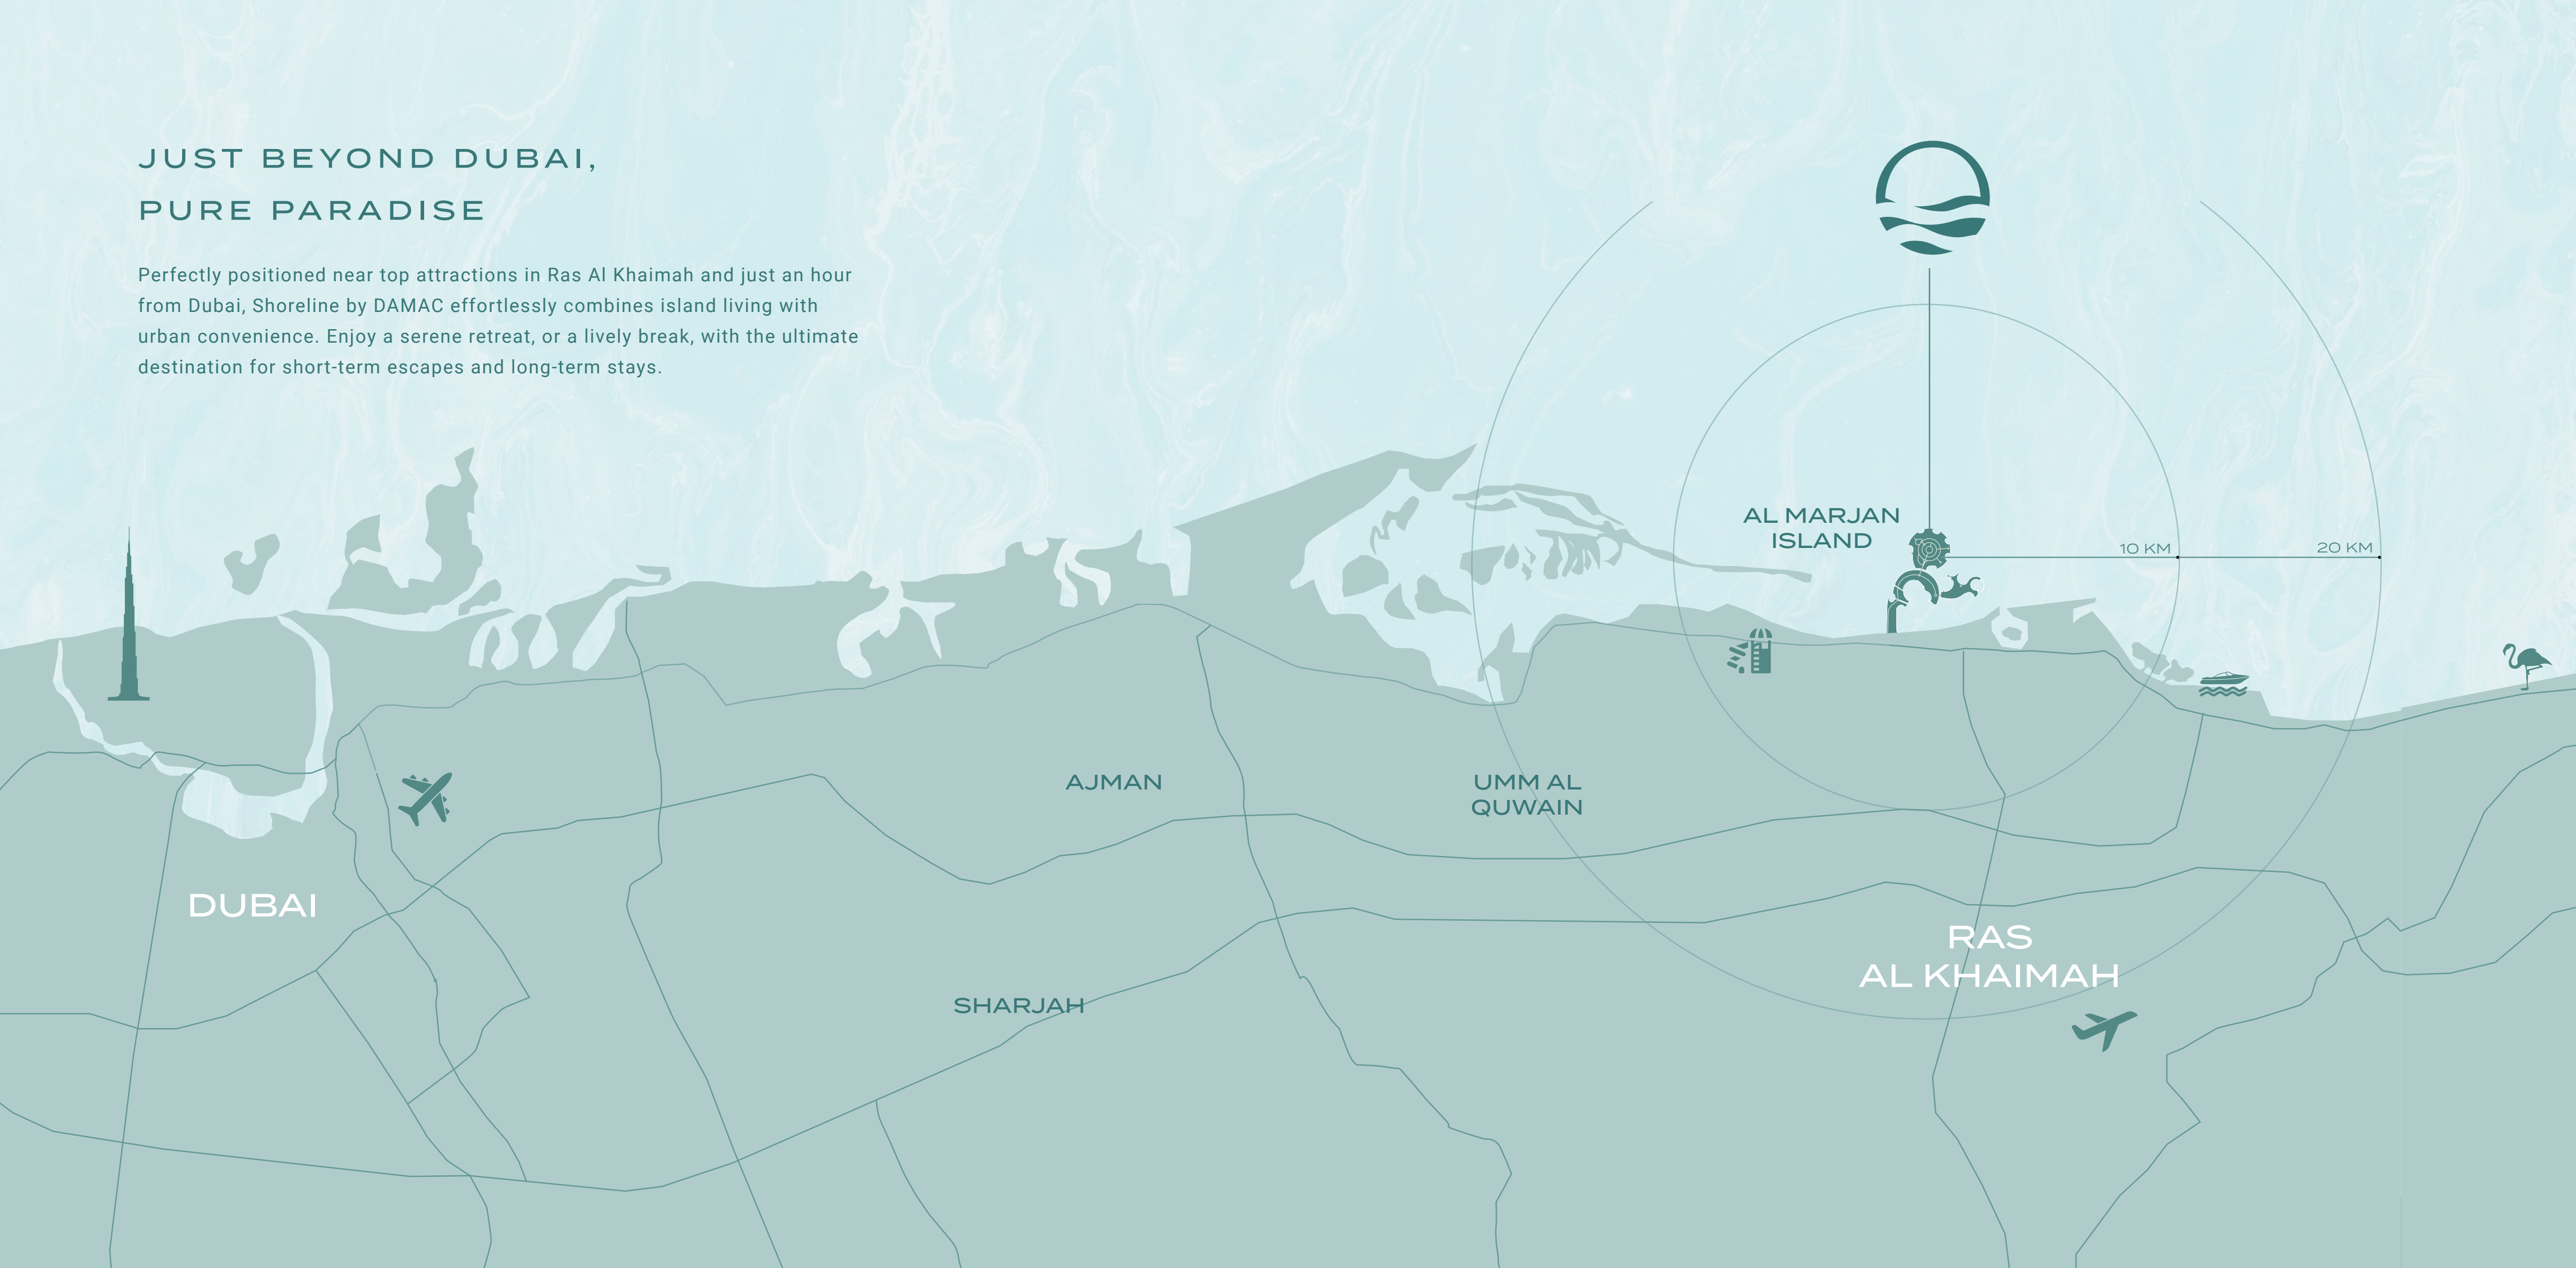 JUST BEYOND DUBAI,
PURE PARADISE
Perfectly positioned near top attractions in Ras Al Khaimah and just an hour
from Dubai, Shoreline by DAMAC effortlessly combines island living with
urban convenience. Enjoy a serene retreat, or a lively break, with the ultimate
destination for short-term escapes and long-term stays.
AL MARJAN
ISLAND
10 KM
20 KM
AJMAN
UMM AL
QUWAIN
DUBAI
RAS
AL KHAIMAH
SHARJAH